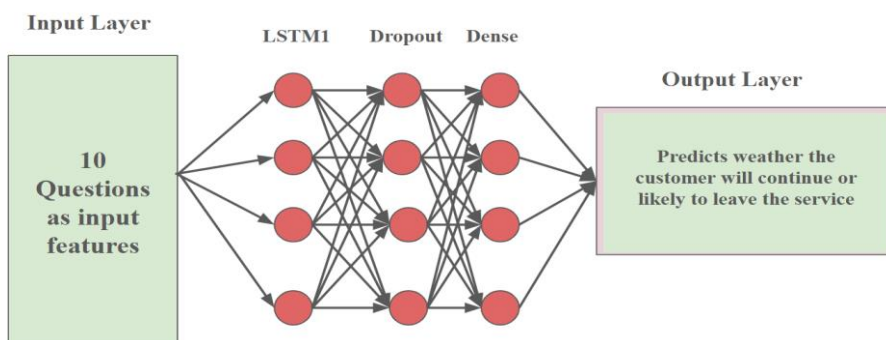 Input Layer
LSTM1
Dropout
Dense
Output Layer
10
Questions
as input
features
Predicts weather the
customer will continue or
likely to leave the service